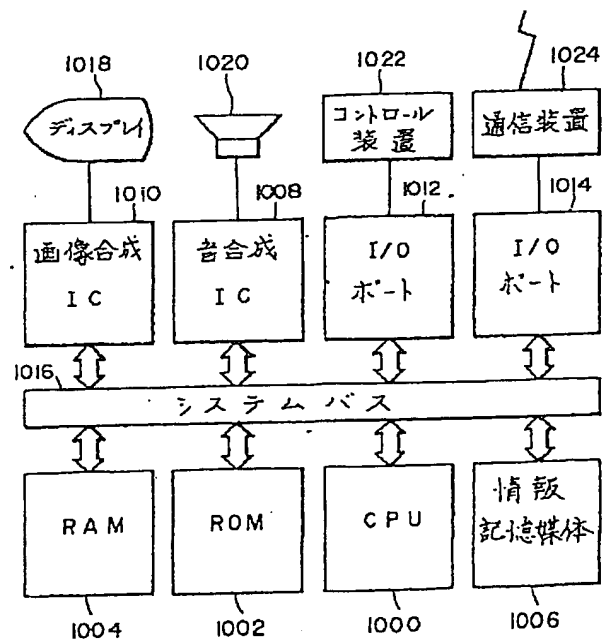 1018
1020
1022
1024
ディスプレイ
コントロール
装置
通信装置
1010
1008
1012
1014
画像合成
IC
音合成
IC
I/O
ポート
I/O
ポート
1016
システムバス
RAM
ROM
CPU
情報
記憶媒体
1004
1002
1000
1006